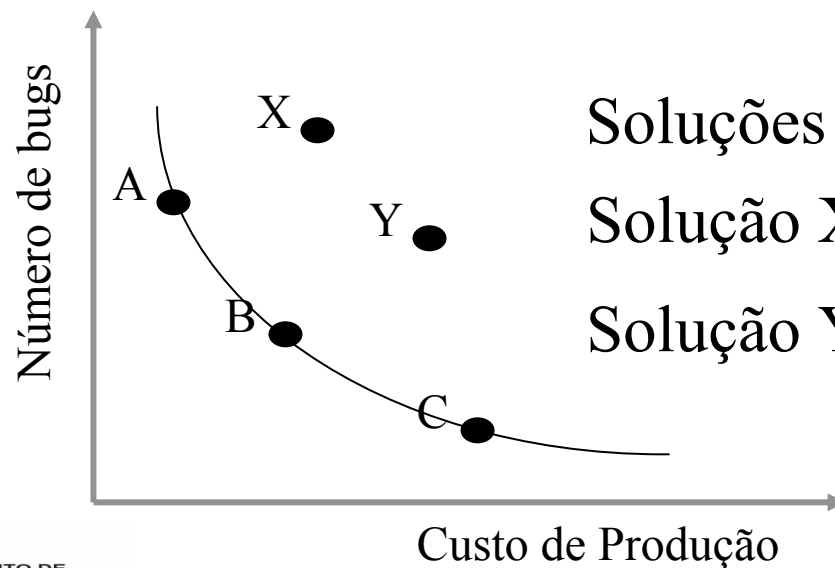 Número de bugs
X
A
Y
B
C
Soluções
Solução
Solução
Custo de Produção